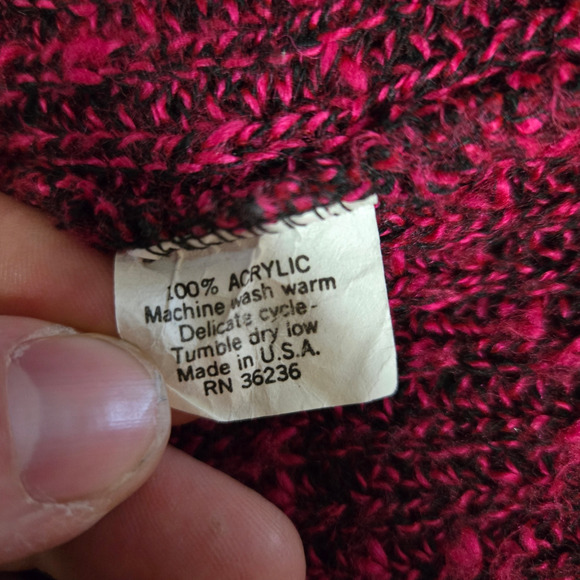 100% ACRYLIC
Machine wash warm
Delicate cycle-
Tumble dry low
Made in U.S.A.
RN 36236